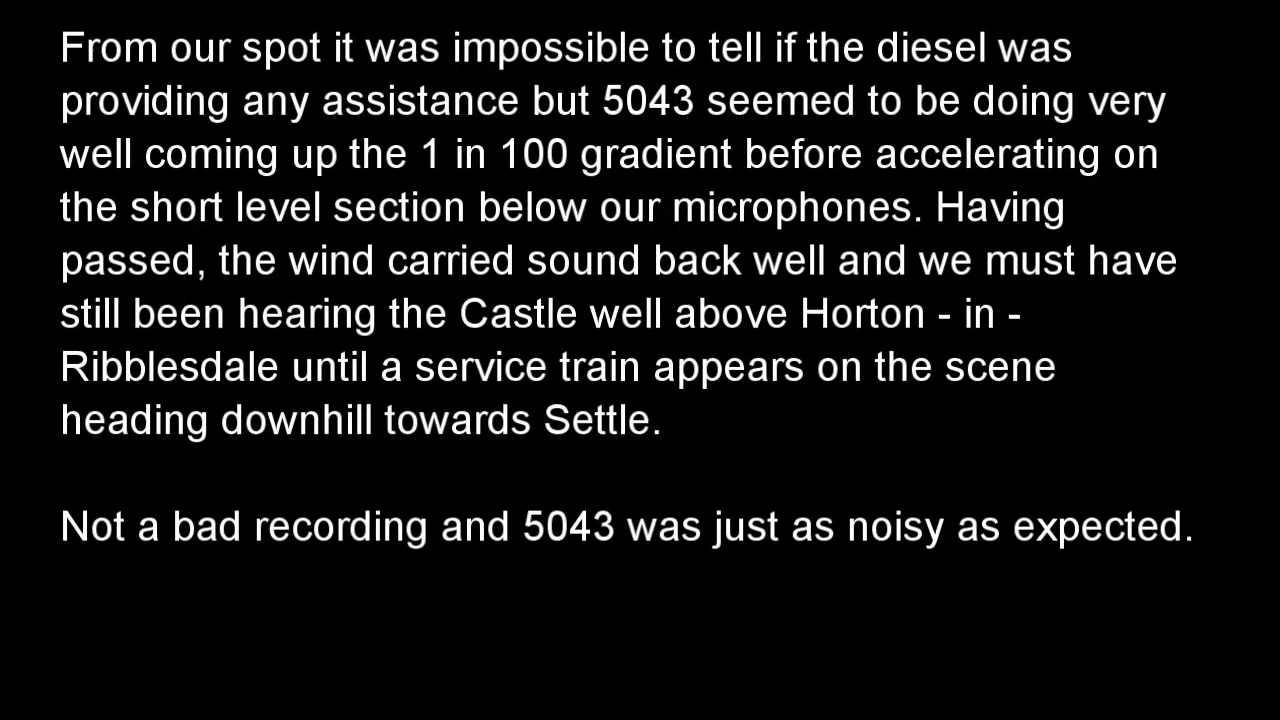 From our spot it was impossible to tell if the diesel was
providing any assistance but 5043 seemed to be doing very
well coming up the 1 in 100 gradient before accelerating on
the short level section below our microphones. Having
passed, the wind carried sound back well and we must have
still been hearing the Castle well above Horton - in -
Ribblesdale until a service train appears on the scene
heading downhill towards Settle.
Not a bad recording and 5043 was just as noisy as expected.